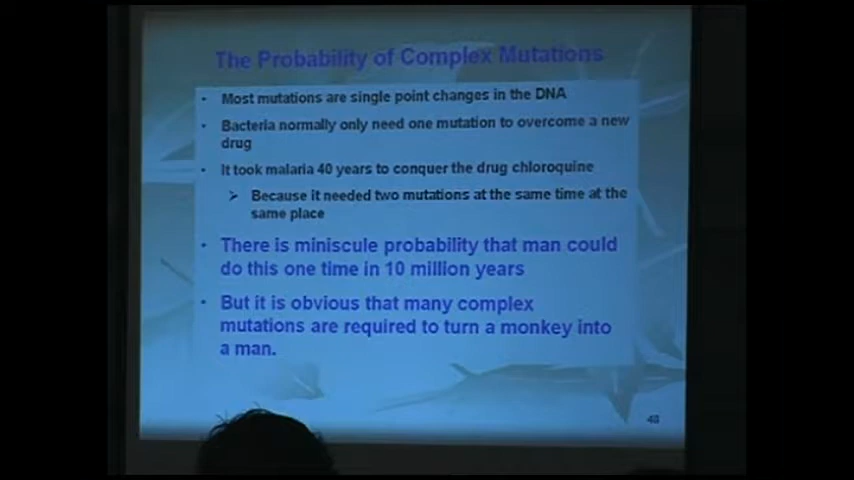 The Probability of Complex Mutations
• Most mutations are single point changes in the DNA
• Bacteria normally only need one mutation to overcome a new
drug
• It took malaria 40 years to conquer the drug chloroquine
➢ Because it needed two mutations at the same time at the
same place
• There is miniscule probability that man could
do this one time in 10 million years
• But it is obvious that many complex
mutations are required to turn a monkey into
a man.
48